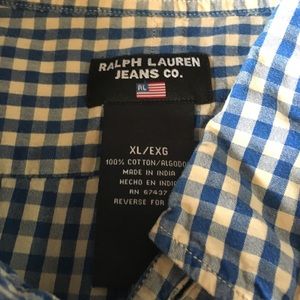 RALPH LAUREN
JEANS CO.
RL
XL/EXG
100% COTTON/ALGODO
MADE IN INDIA
HECHO EN INDIA
RN 67437
REVERSE FOR